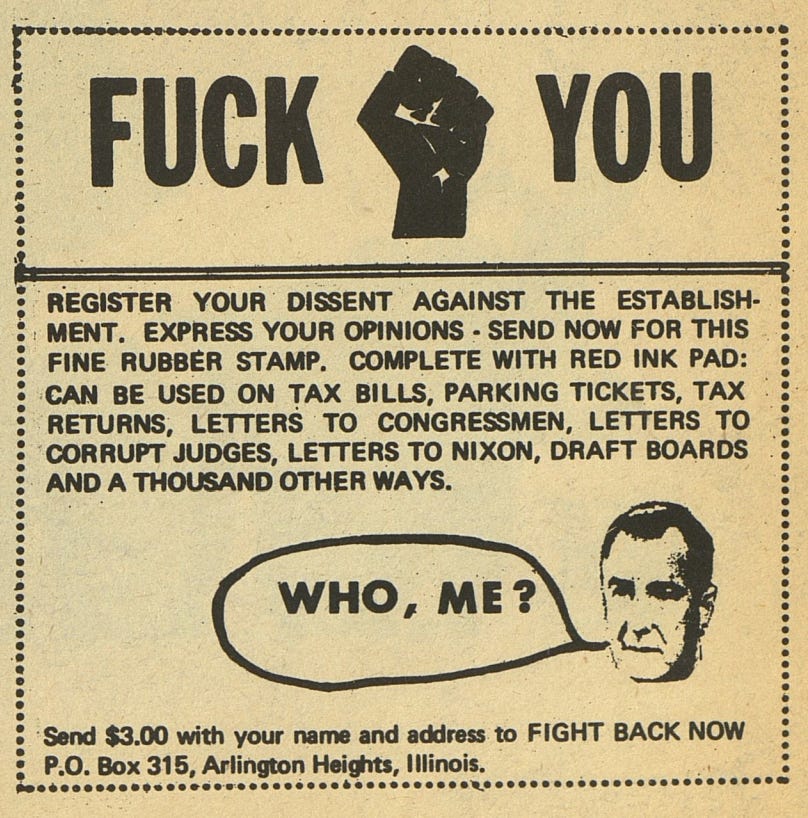 FUCK YOU
REGISTER YOUR DISSENT AGAINST THE ESTABLISH-
MENT. EXPRESS YOUR OPINIONS - SEND NOW FOR THIS
FINE RUBBER STAMP. COMPLETE WITH RED INK PAD:
CAN BE USED ON TAX BILLS, PARKING TICKETS, TAX
RETURNS, LETTERS TO CONGRESSMEN, LETTERS TO
CORRUPT JUDGES, LETTERS TO NIXON, DRAFT BOARDS
AND A THOUSAND OTHER WAYS.
WHO, ME?
Send $3.00 with your name and address to FIGHT BACK NOW
P.O. Box 315, Arlington Heights, Illinois.